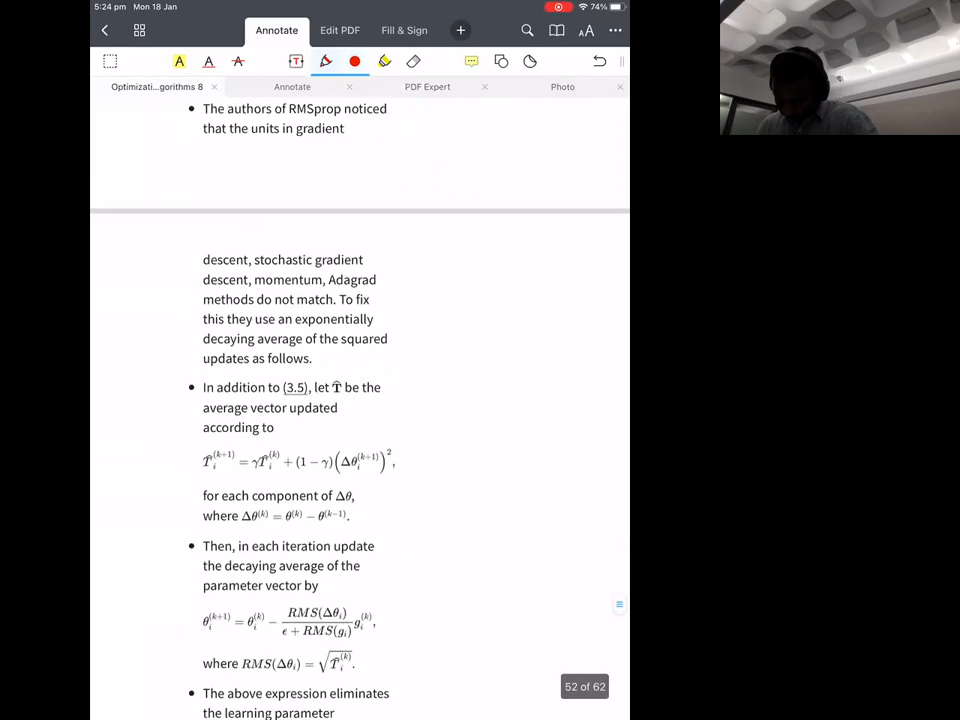 5:24 pm Mon 18 Jan
74%
Annotate Edit PDF Fill & Sign
AA
A A A T
Optimizati...gorithms 8 Annotate PDF Expert Photo
• The authors of RMSprop noticed
that the units in gradient
descent, stochastic gradient
descent, momentum, Adagrad
methods do not match. To fix
this they use an exponentially
decaying average of the squared
updates as follows.
• In addition to (3.5), let T̂ be the
average vector updated
according to
T̂_i^{(k+1)} = γT̂_i^{(k)} + (1 − γ)(Δθ_i^{(k+1)})^2,
for each component of Δθ,
where Δθ^{(k)} = θ^{(k)} − θ^{(k−1)}.
• Then, in each iteration update
the decaying average of the
parameter vector by
θ_i^{(k+1)} = θ_i^{(k)} − \frac{RMS(Δθ_i)}{ϵ + RMS(g_i)} g_i^{(k)},
where RMS(Δθ_i) = \sqrt{T̂_i^{(k)}}.
52 of 62
• The above expression eliminates
the learning parameter